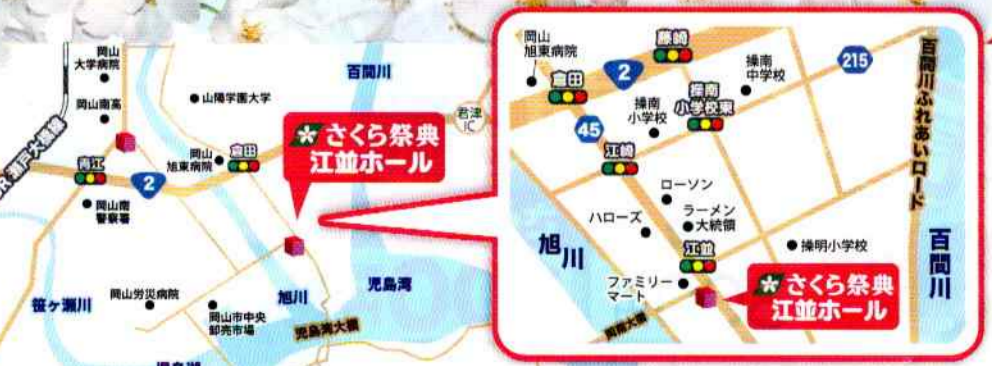 岡山
大学病院
岡山南高
山陽学園大学
百間川
君津
IC
JR 瀬戸大橋線
さくら祭典
江並ホール
岡山
旭東病院
倉田
青江
2
岡山南
警察署
笹ヶ瀬川
岡山労災病院
岡山市中央
卸売市場
旭川
児島湾
児島湾大橋
児島湖
岡山
旭東病院
倉田
2
藤崎
操南
中学校
215
操南
小学校
操南
小学校東
45
江崎
百間川ふれあいロード
ローソン
ハローズ
ラーメン
大統領
江並
旭川
操明小学校
百間川
ファミリー
マート
さくら祭典
江並ホール